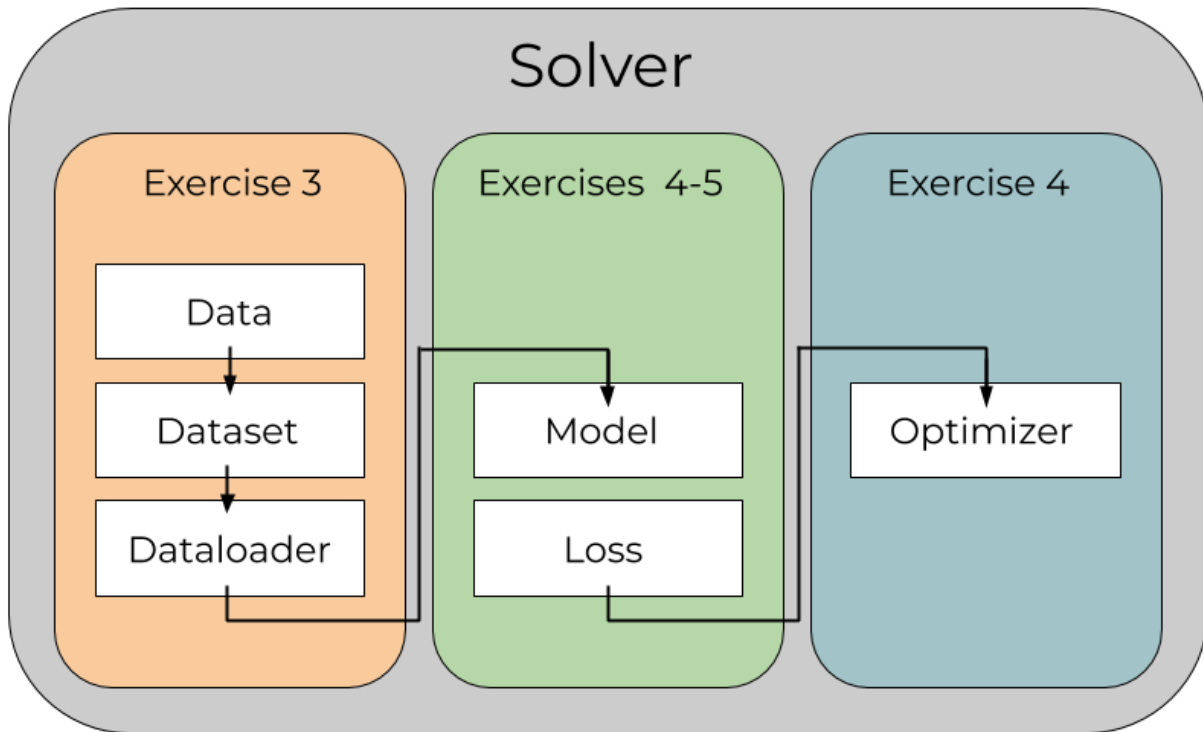 Solver
Exercise 3
Data
Dataset
Dataloader
Exercises 4-5
Model
Loss
Exercise 4
Optimizer